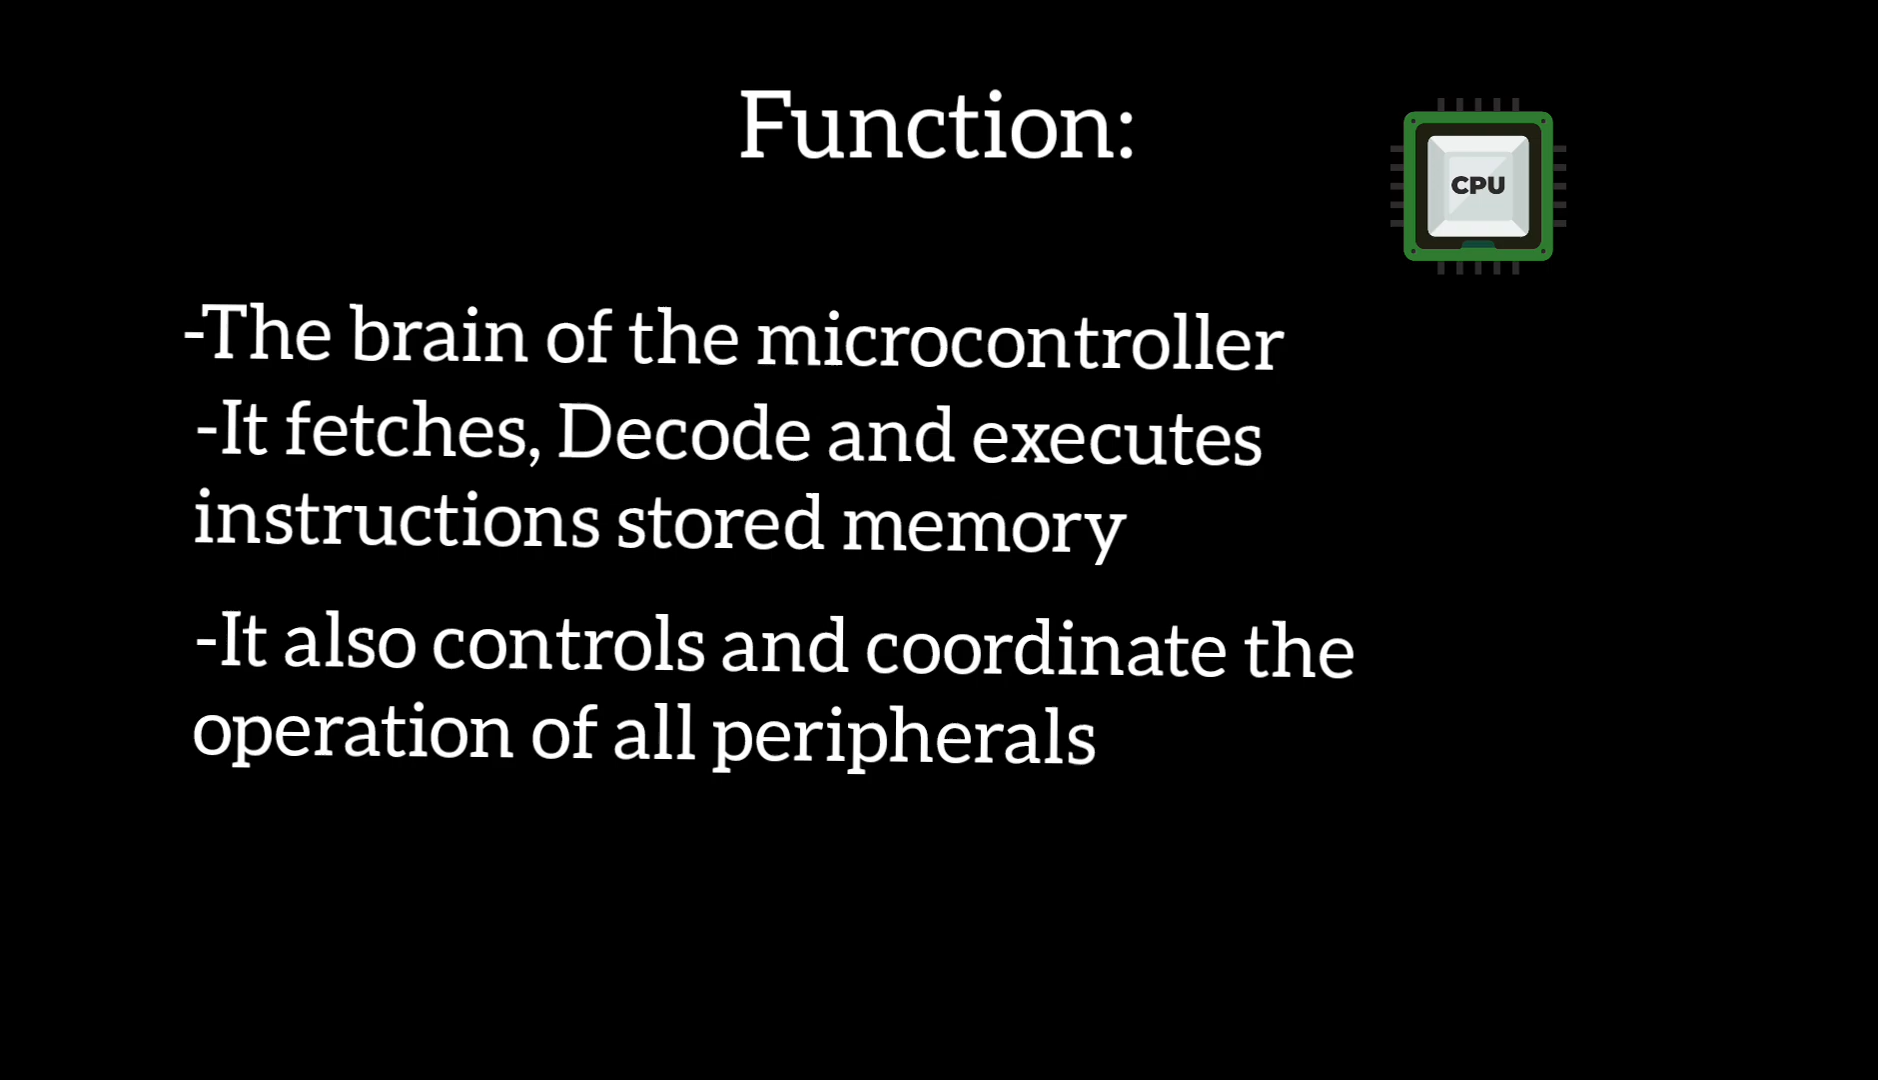 Function:
CPU
-The brain of the microcontroller
-It fetches, Decode and executes
instructions stored memory
-It also controls and coordinate the
operation of all peripherals